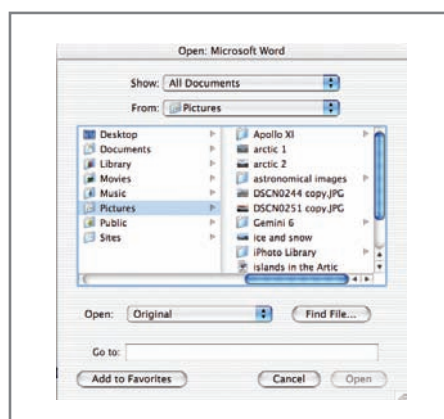 Open: Microsoft Word
Show: All Documents
From: Pictures
Desktop
Documents
Library
Movies
Music
Pictures
Public
Sites
Apollo XI
arctic 1
arctic 2
astronomical images
DSCN0244 copy.JPG
DSCN0251 copy.JPG
Gemini 6
ice and snow
iPhoto Library
islands in the Artic
Open: Original
Find File...
Go to:
Add to Favorites
Cancel
Open